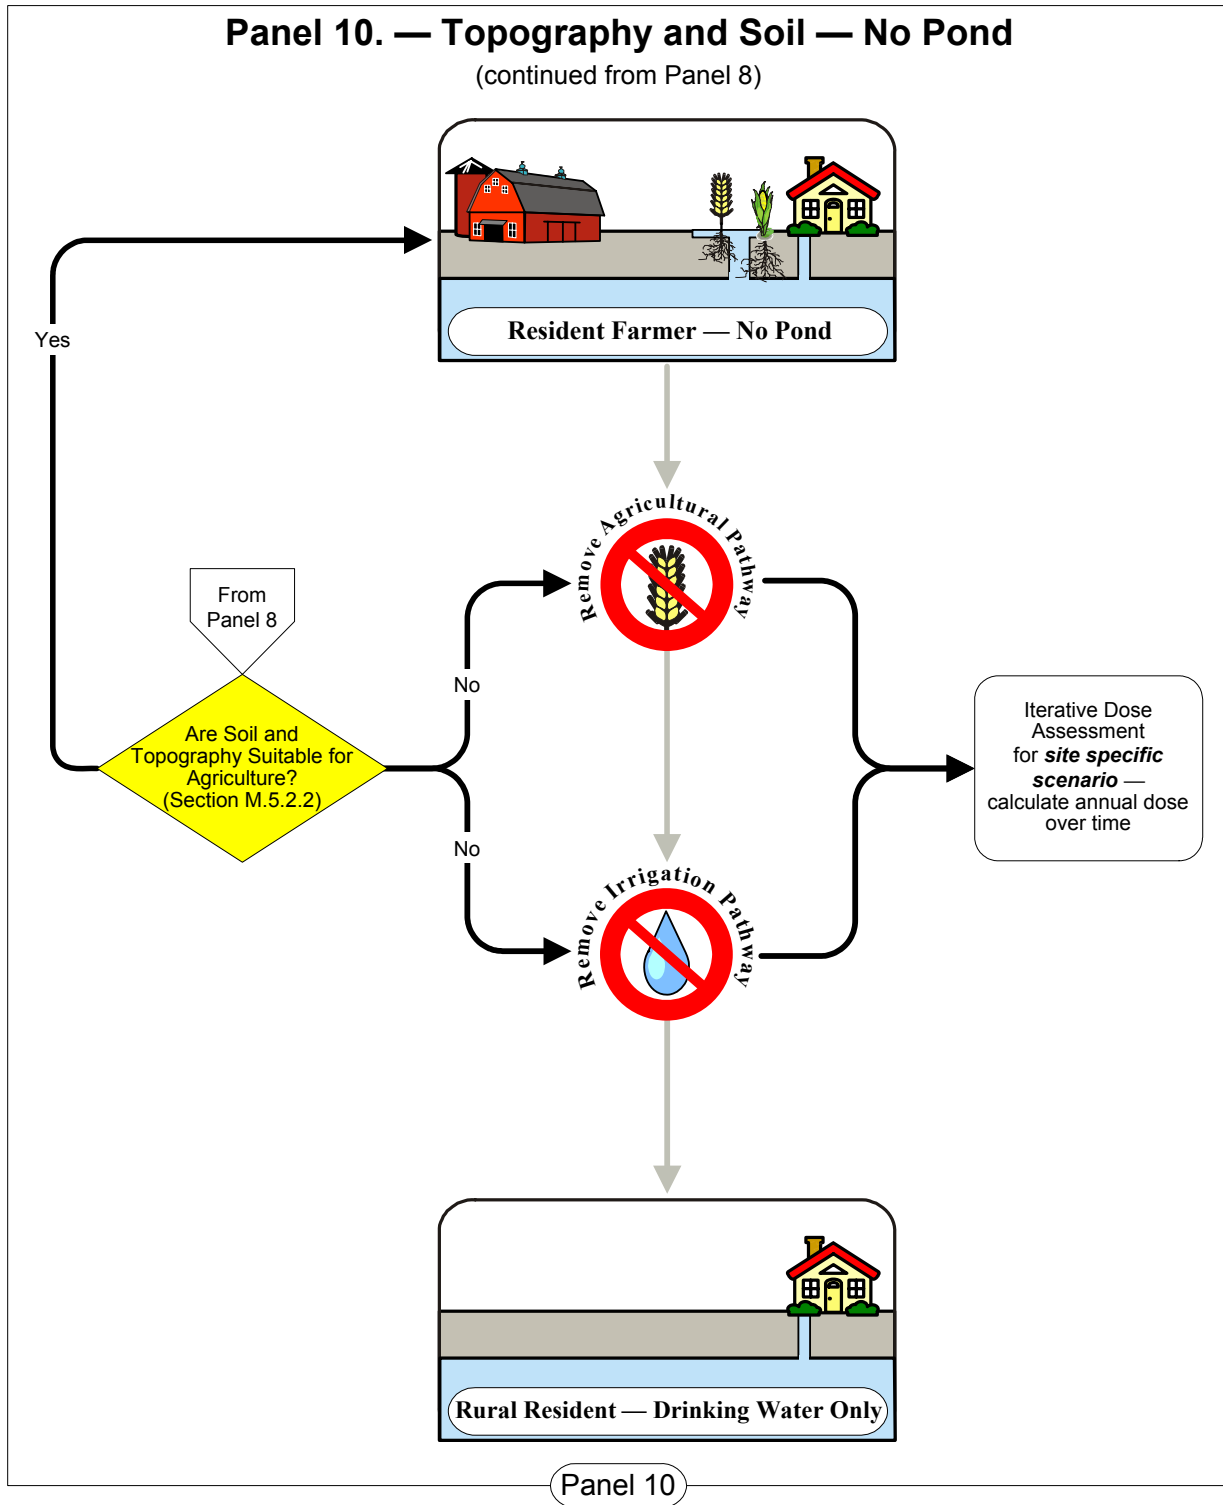 Panel 10. — Topography and Soil — No Pond
(continued from Panel 8)
Resident Farmer — No Pond
Yes
Remove Agricultural Pathway
From
Panel 8
No
Are Soil and
Topography Suitable for
Agriculture?
(Section M.5.2.2)
Iterative Dose
Assessment
for site specific
scenario —
calculate annual dose
over time
No
Remove Irrigation Pathway
Rural Resident — Drinking Water Only
Panel 10